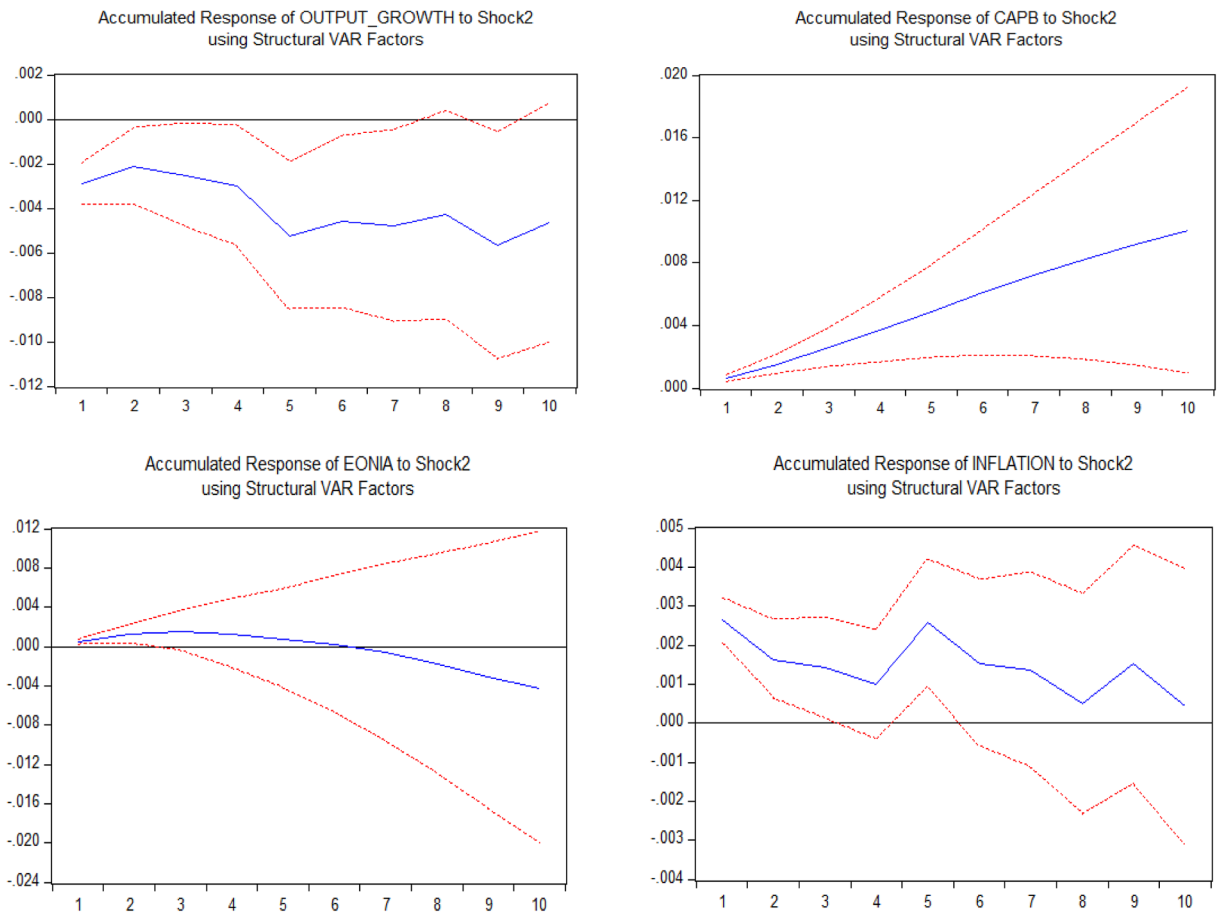 Accumulated Response of OUTPUT_GROWTH to Shock2
using Structural VAR Factors
.002
.000
-.002
-.004
-.006
-.008
-.010
-.012
1 2 3 4 5 6 7 8 9 10
Accumulated Response of CAPB to Shock2
using Structural VAR Factors
.020
.016
.012
.008
.004
.000
1 2 3 4 5 6 7 8 9 10
Accumulated Response of EONIA to Shock2
using Structural VAR Factors
.012
.008
.004
.000
-.004
-.008
-.012
-.016
-.020
-.024
1 2 3 4 5 6 7 8 9 10
Accumulated Response of INFLATION to Shock2
using Structural VAR Factors
.005
.004
.003
.002
.001
.000
-.001
-.002
-.003
-.004
1 2 3 4 5 6 7 8 9 10